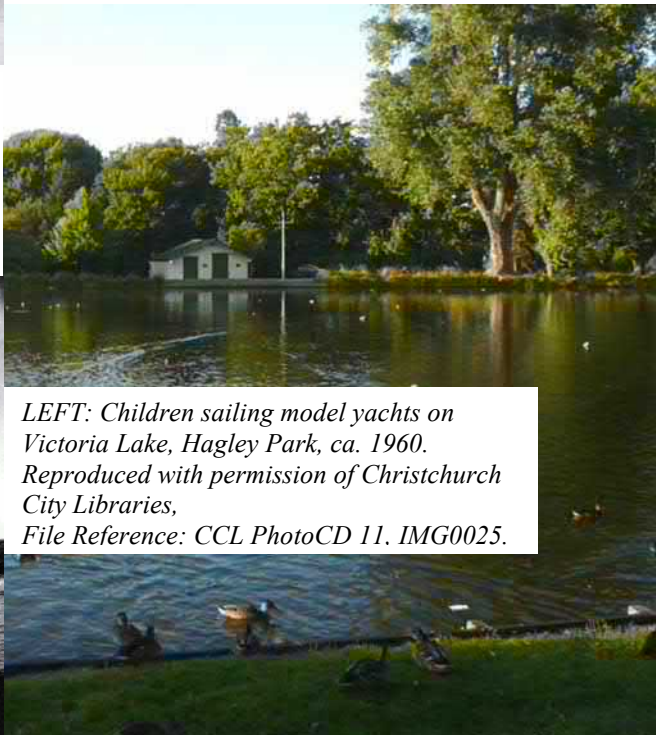 LEFT: Children sailing model yachts on
Victoria Lake, Hagley Park, ca. 1960.
Reproduced with permission of Christchurch
City Libraries,
File Reference: CCL PhotoCD 11, IMG0025.